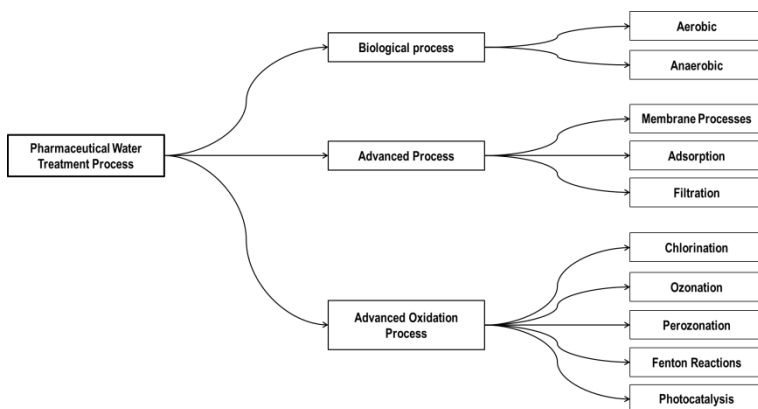 Pharmaceutical Water
Treatment Process
Biological process
Aerobic
Anaerobic
Advanced Process
Membrane Processes
Adsorption
Filtration
Advanced Oxidation
Process
Chlorination
Ozonation
Perozonation
Fenton Reactions
Photocatalysis